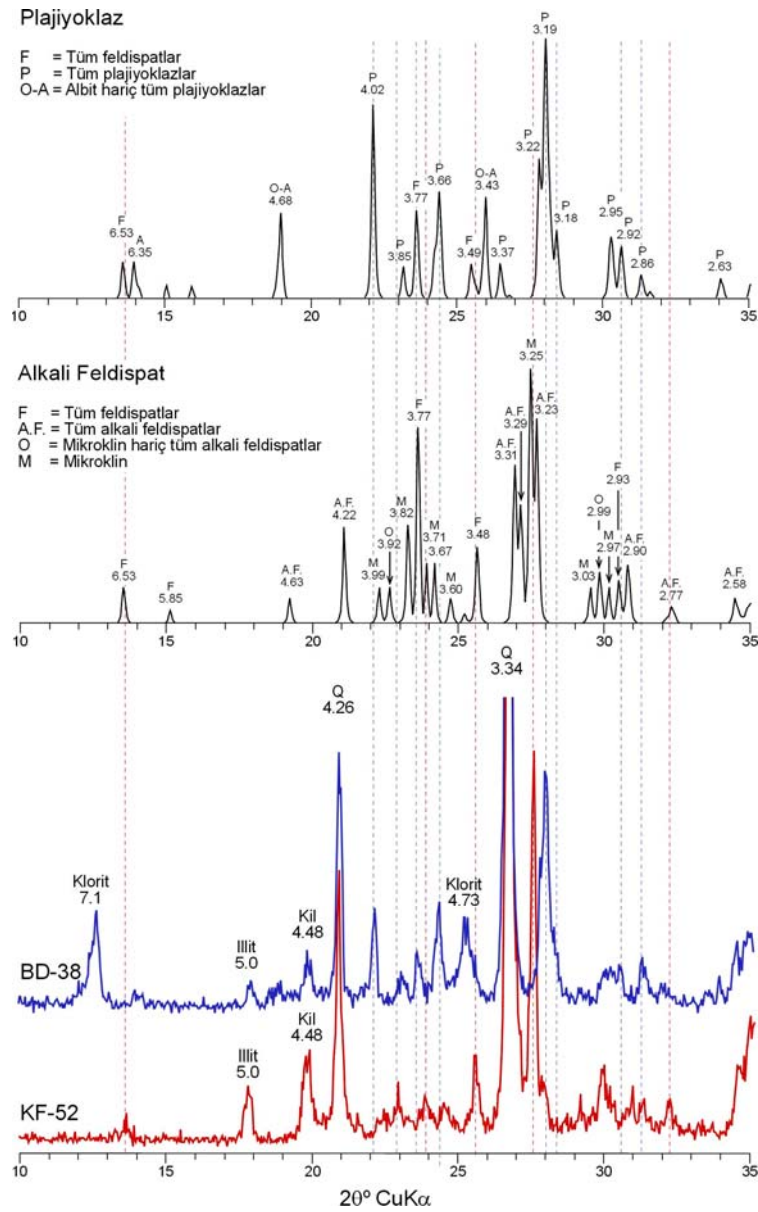 Plajiyoklaz
F = Tüm feldispatlar
P = Tüm plajiyoklazlar
O-A = Albit hariç tüm plajiyoklazlar
F
6.53
A
6.35
O-A
4.68
P
4.02
P
3.85
F
3.77
P
3.66
F
3.49
O-A
3.43
P
3.37
P
3.22
P
3.19
P
3.18
P
2.95
P
2.92
P
2.86
P
2.63
10 15 20 25 30 35
Alkali Feldispat
F = Tüm feldispatlar
A.F. = Tüm alkali feldispatlar
O = Mikroklin hariç tüm alkali feldispatlar
M = Mikroklin
F
6.53
F
5.85
A.F.
4.63
A.F.
4.22
M
3.99
O
3.92
M
3.82
F
3.77
M
3.71
3.67
M
3.60
F
3.48
A.F.
3.31
A.F.
3.29
M
3.25
A.F.
3.23
M
3.03
O
2.99
M
2.97
F
2.93
A.F.
2.90
A.F.
2.77
A.F.
2.58
10 15 20 25 30 35
Klorit
7.1
Illit
5.0
Kil
4.48
Q
4.26
Klorit
4.73
Q
3.34
BD-38
Illit
5.0
Kil
4.48
KF-52
10 15 20 25 30 35
2θº CuKα